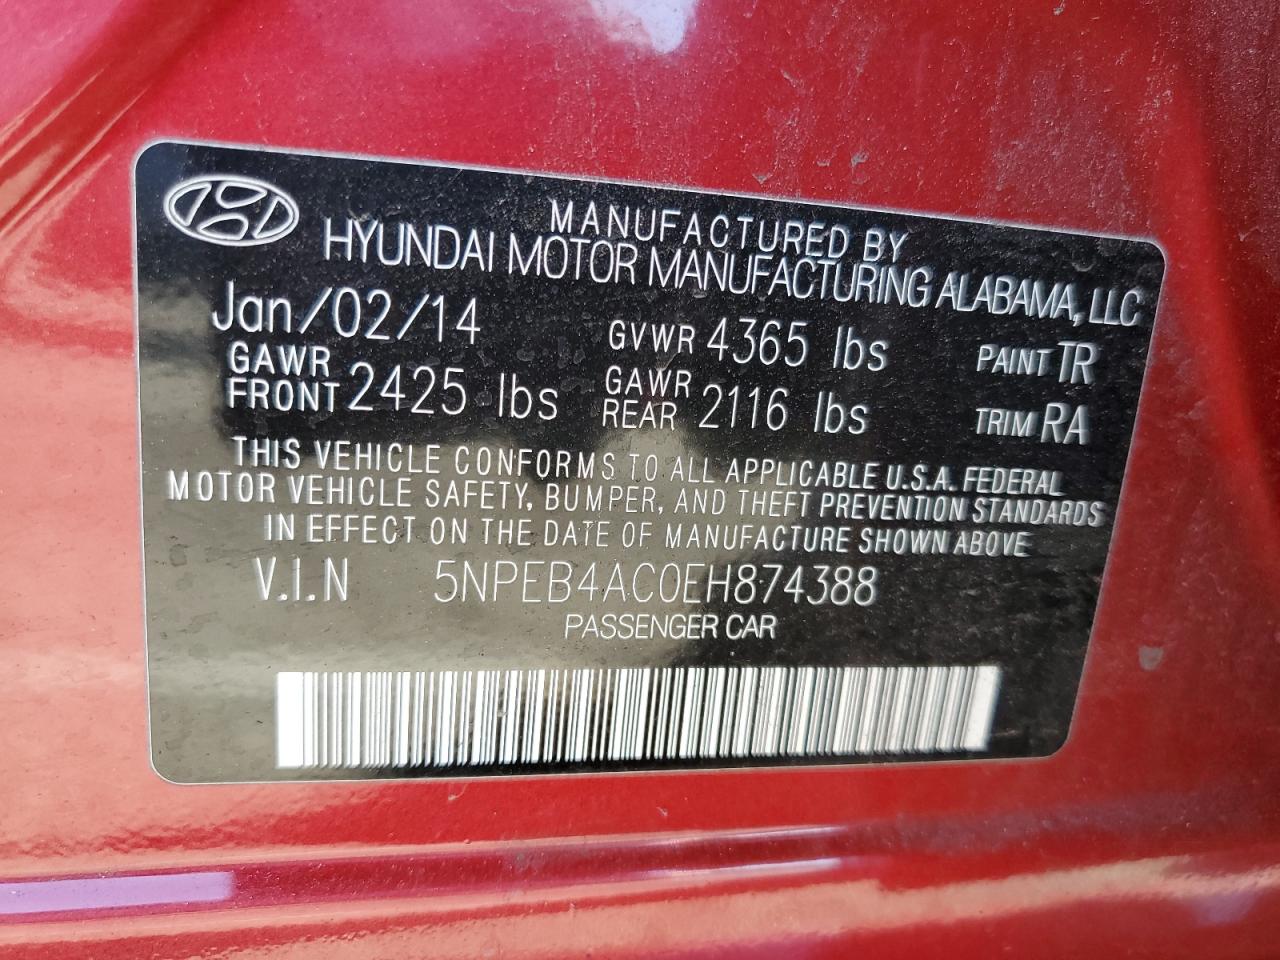 MANUFACTURED BY
HYUNDAI MOTOR MANUFACTURING ALABAMA, LLC
Jan/02/14 GVWR 4365 lbs PAINT TR
GAWR FRONT 2425 lbs GAWR REAR 2116 lbs TRIM RA
THIS VEHICLE CONFORMS TO ALL APPLICABLE U.S.A. FEDERAL
MOTOR VEHICLE SAFETY, BUMPER, AND THEFT PREVENTION STANDARDS
IN EFFECT ON THE DATE OF MANUFACTURE SHOWN ABOVE
V.I.N 5NPEB4AC0EH874388
PASSENGER CAR